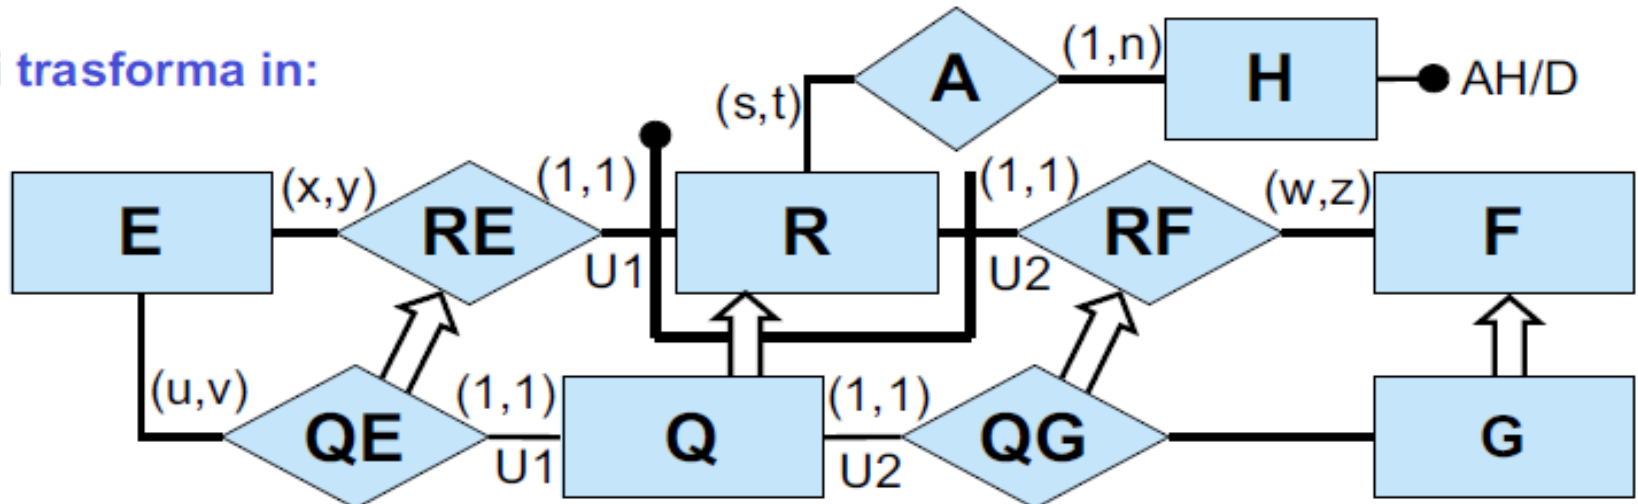 i trasforma in:
A (1,n) H AH/D
(s,t)
E (x,y) RE (1,1) R (1,1) RF (w,z) F
U1 U2
(u,v) QE (1,1) Q (1,1) QG G
U1 U2